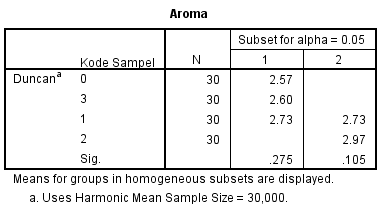 Aroma
Kode Sampel N Subset for alpha = 0.05
1 2
Duncanᵃ 0 30 2.57
3 30 2.60
1 30 2.73 2.73
2 30 2.97
Sig. .275 .105
Means for groups in homogeneous subsets are displayed.
a. Uses Harmonic Mean Sample Size = 30,000.